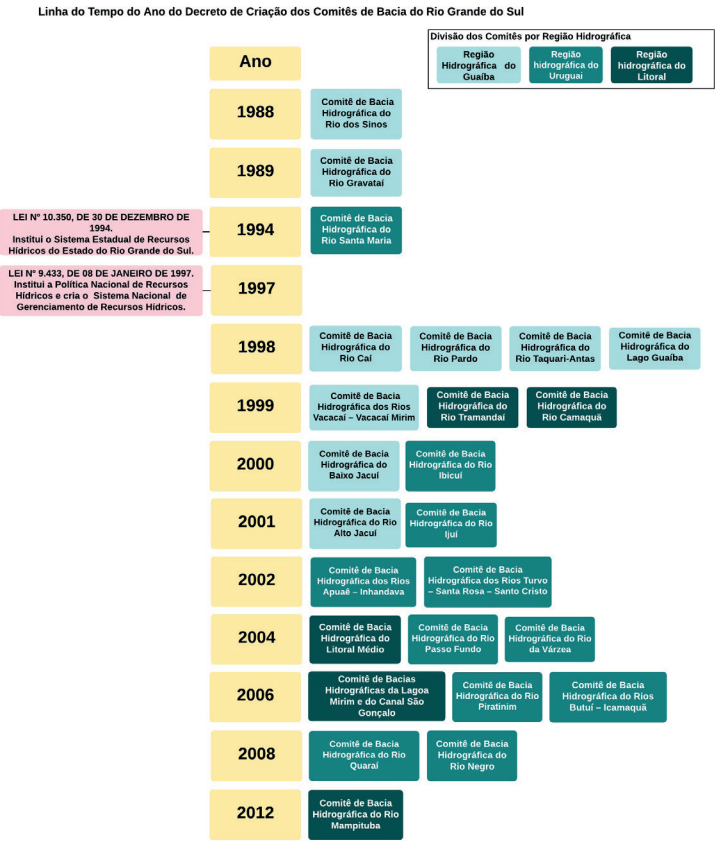 Linha do Tempo do Ano do Decreto de Criação dos Comitês de Bacia do Rio Grande do Sul
Divisão dos Comitês por Região Hidrográfica
Região
Hidrográfica do
Guaíba
Região
hidrográfica do
Uruguai
Região
hidrográfica do
Litoral
Ano
1988
Comitê de Bacia
Hidrográfica do
Rio dos Sinos
1989
Comitê de Bacia
Hidrográfica do
Rio Gravataí
LEI Nº 10.350, DE 30 DE DEZEMBRO DE
1994.
Institui o Sistema Estadual de Recursos
Hídricos do Estado do Rio Grande do Sul.
1994
Comitê de Bacia
Hidrográfica do
Rio Santa Maria
LEI Nº 9.433, DE 08 DE JANEIRO DE 1997.
Institui a Política Nacional de Recursos
Hídricos e cria o Sistema Nacional de
Gerenciamento de Recursos Hídricos.
1997
1998
Comitê de Bacia
Hidrográfica do
Rio Caí
Comitê de Bacia
Hidrográfica do
Rio Pardo
Comitê de Bacia
Hidrográfica do
Rio Taquari-Antas
Comitê de Bacia
Hidrográfica do
Lago Guaíba
1999
Comitê de Bacia
Hidrográfica dos Rios
Vacacaí – Vacacaí Mirim
Comitê de Bacia
Hidrográfica do
Rio Tramandaí
Comitê de Bacia
Hidrográfica do
Rio Camaquã
2000
Comitê de Bacia
Hidrográfica do
Baixo Jacuí
Comitê de Bacia
Hidrográfica do Rio
Ibicuí
2001
Comitê de Bacia
Hidrográfica do Rio
Alto Jacuí
Comitê de Bacia
Hidrográfica do Rio
Ijuí
2002
Comitê de Bacia
Hidrográfica dos Rios
Apuaê – Inhandava
Comitê de Bacia
Hidrográfica dos Rios Turvo
– Santa Rosa – Santo Cristo
2004
Comitê de Bacia
Hidrográfica do
Litoral Médio
Comitê de Bacia
Hidrográfica do Rio
Passo Fundo
Comitê de Bacia
Hidrográfica do Rio
da Várzea
2006
Comitê de Bacias
Hidrográficas da Lagoa
Mirim e do Canal São
Gonçalo
Comitê de Bacia
Hidrográfica do Rio
Piratinim
Comitê de Bacia
Hidrográfica do Rios
Butuí – Icamaquã
2008
Comitê de Bacia
Hidrográfica do Rio
Quaraí
Comitê de Bacia
Hidrográfica do
Rio Negro
2012
Comitê de Bacia
Hidrográfica do Rio
Mampituba